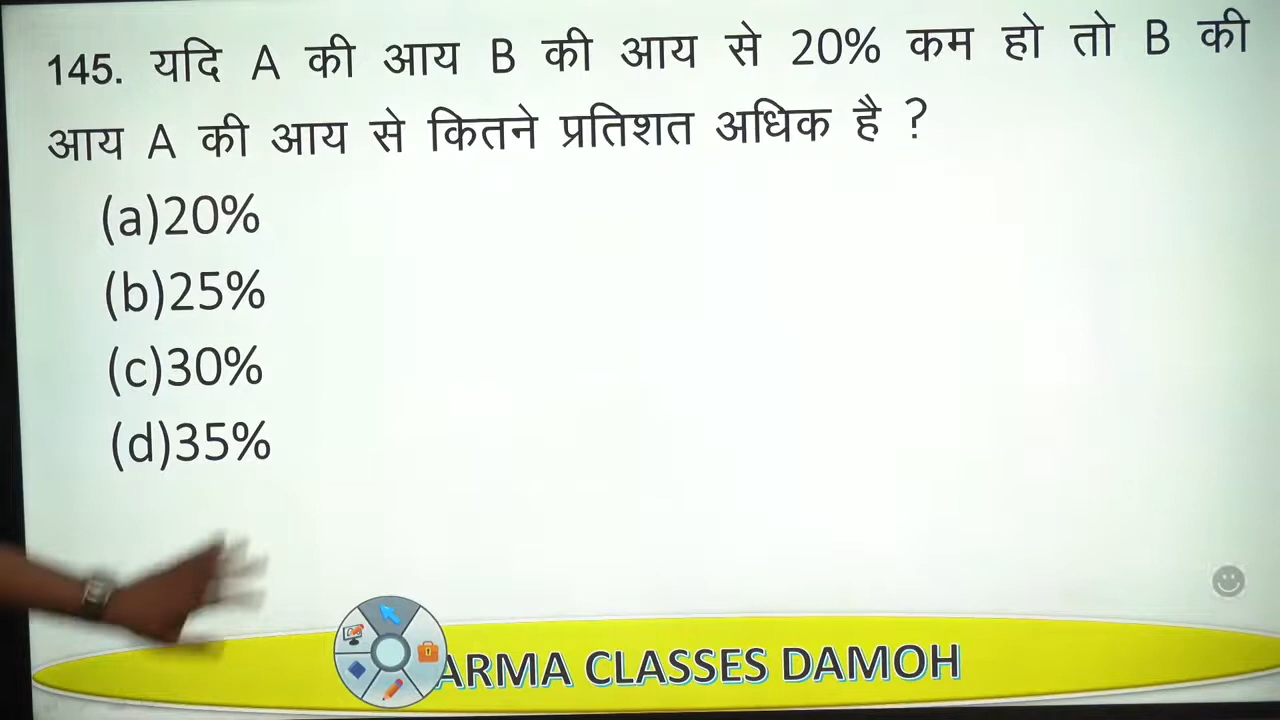 145. यदि A की आय B की आय से 20% कम हो तो B की
आय A की आय से कितने प्रतिशत अधिक है ?
(a)20%
(b)25%
(c)30%
(d)35%
ARMA CLASSES DAMOH